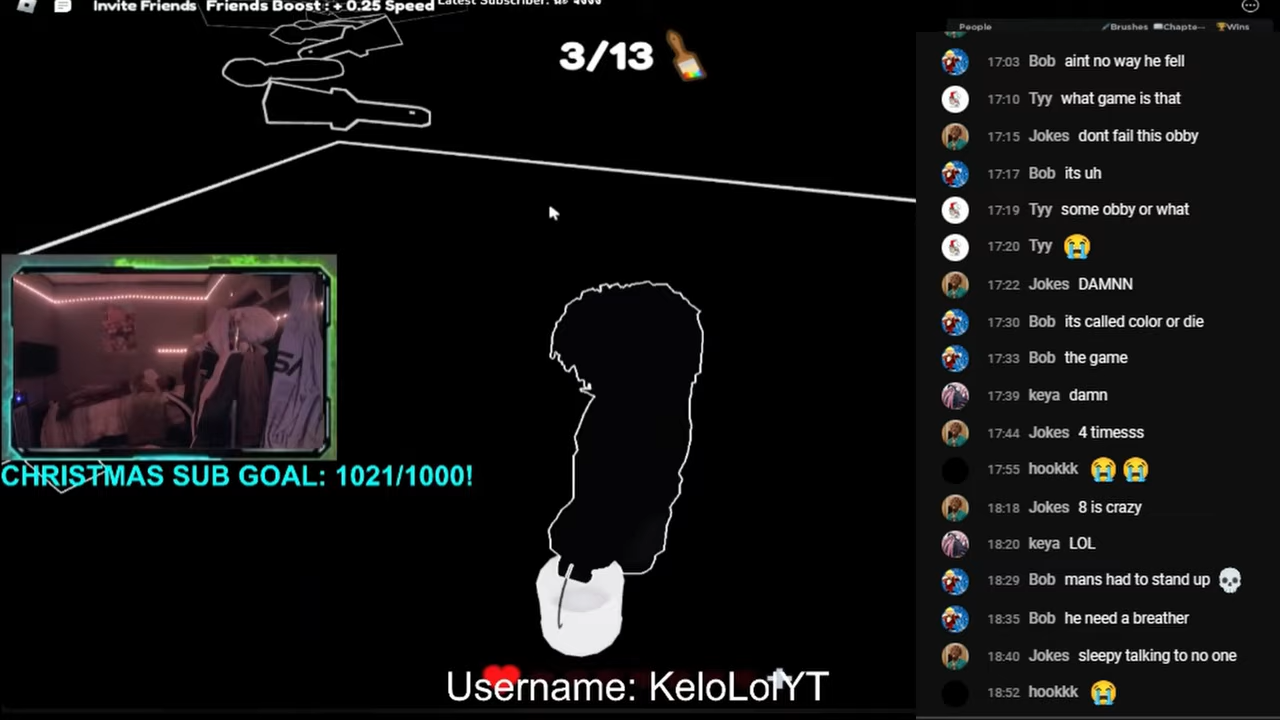 Invite Friends Friends Boost : + 0.25 Speed
Latest Subscriber:
3/13
People Brushes Chapte-- Wins
17:03 Bob aint no way he fell
17:10 Tyy what game is that
17:15 Jokes dont fail this obby
17:17 Bob its uh
17:19 Tyy some obby or what
17:20 Tyy 😭
17:22 Jokes DAMNN
17:30 Bob its called color or die
17:33 Bob the game
17:39 keya damn
17:44 Jokes 4 timesss
17:55 hookkk 😭 😭
18:18 Jokes 8 is crazy
18:20 keya LOL
18:29 Bob mans had to stand up 💀
18:35 Bob he need a breather
18:40 Jokes sleepy talking to no one
18:52 hookkk 😭
CHRISTMAS SUB GOAL: 1021/1000!
Username: KeloLolYT